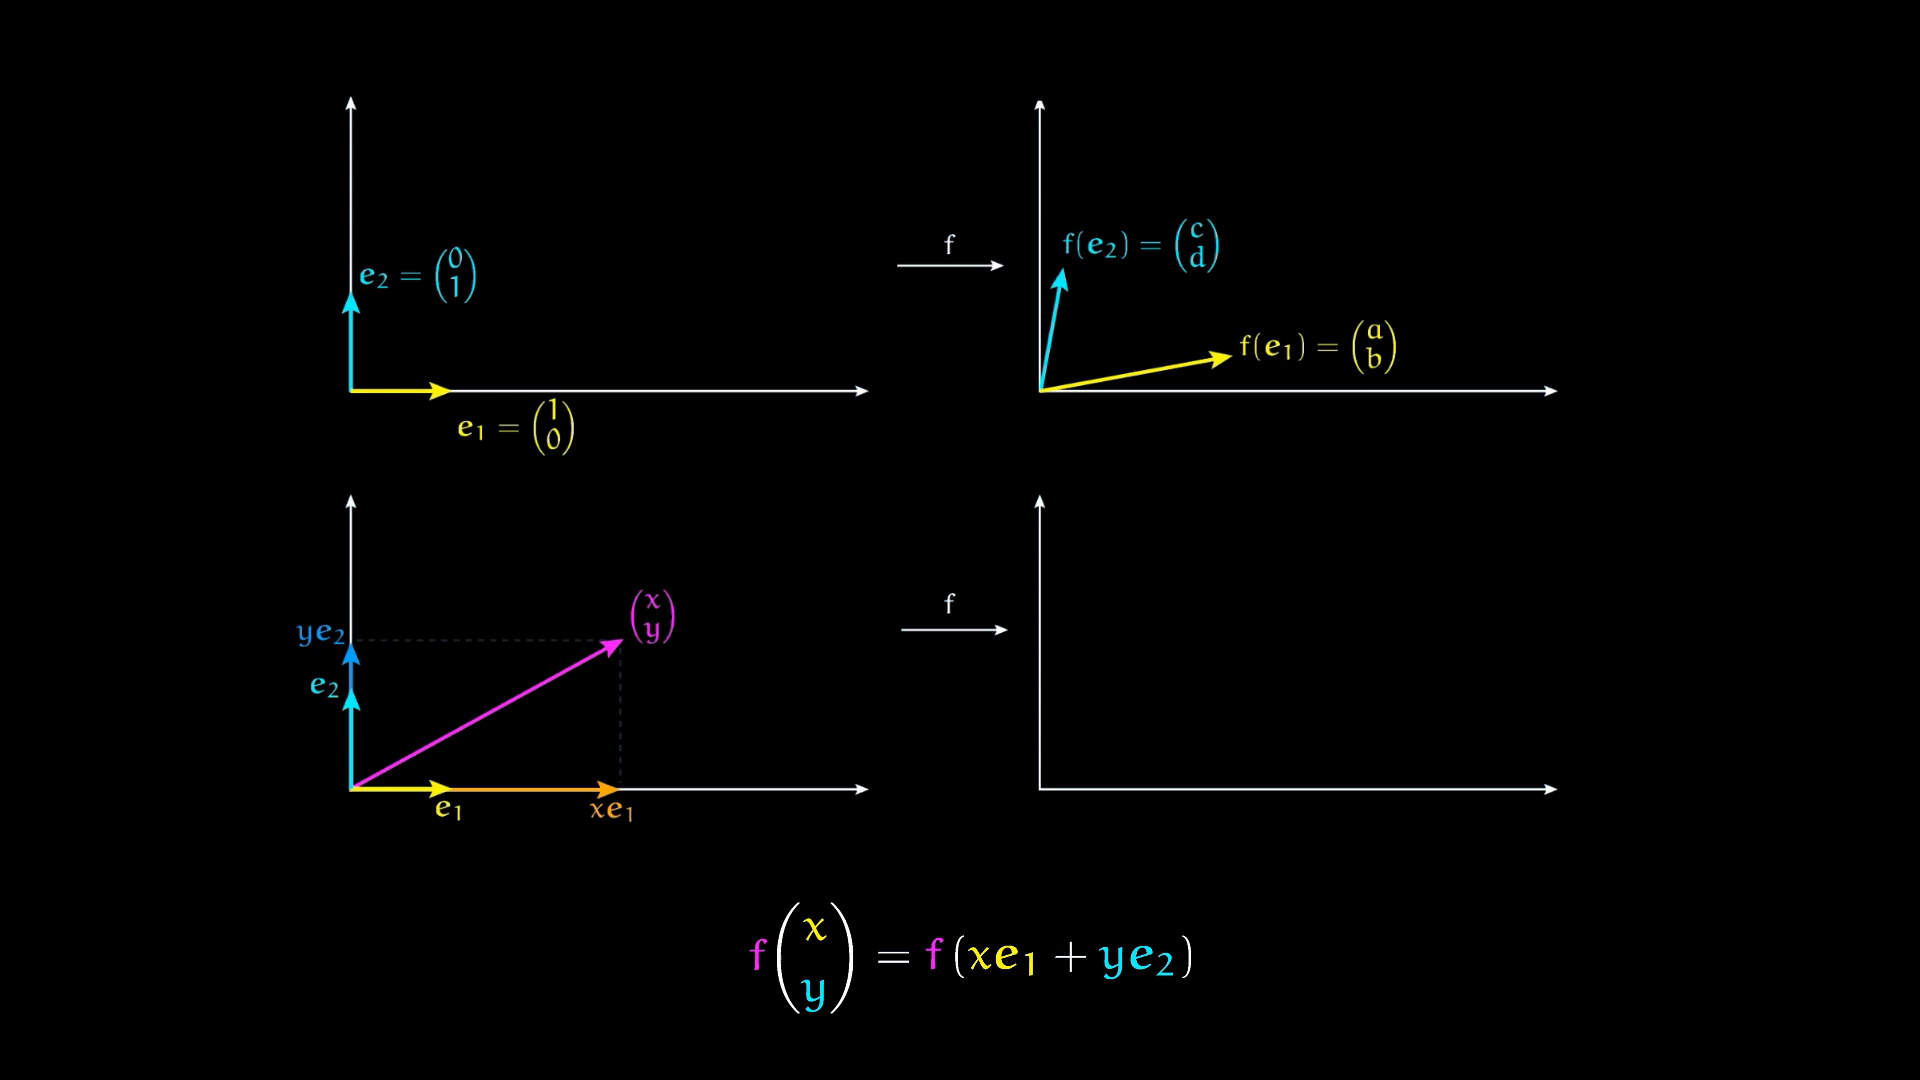 e₂ = (0 1)
f
f(e₂) = (c d)
f(e₁) = (a b)
e₁ = (1 0)
(x y)
f
ye₂
e₂
e₁
xe₁
f(x y) = f(xe₁ + ye₂)